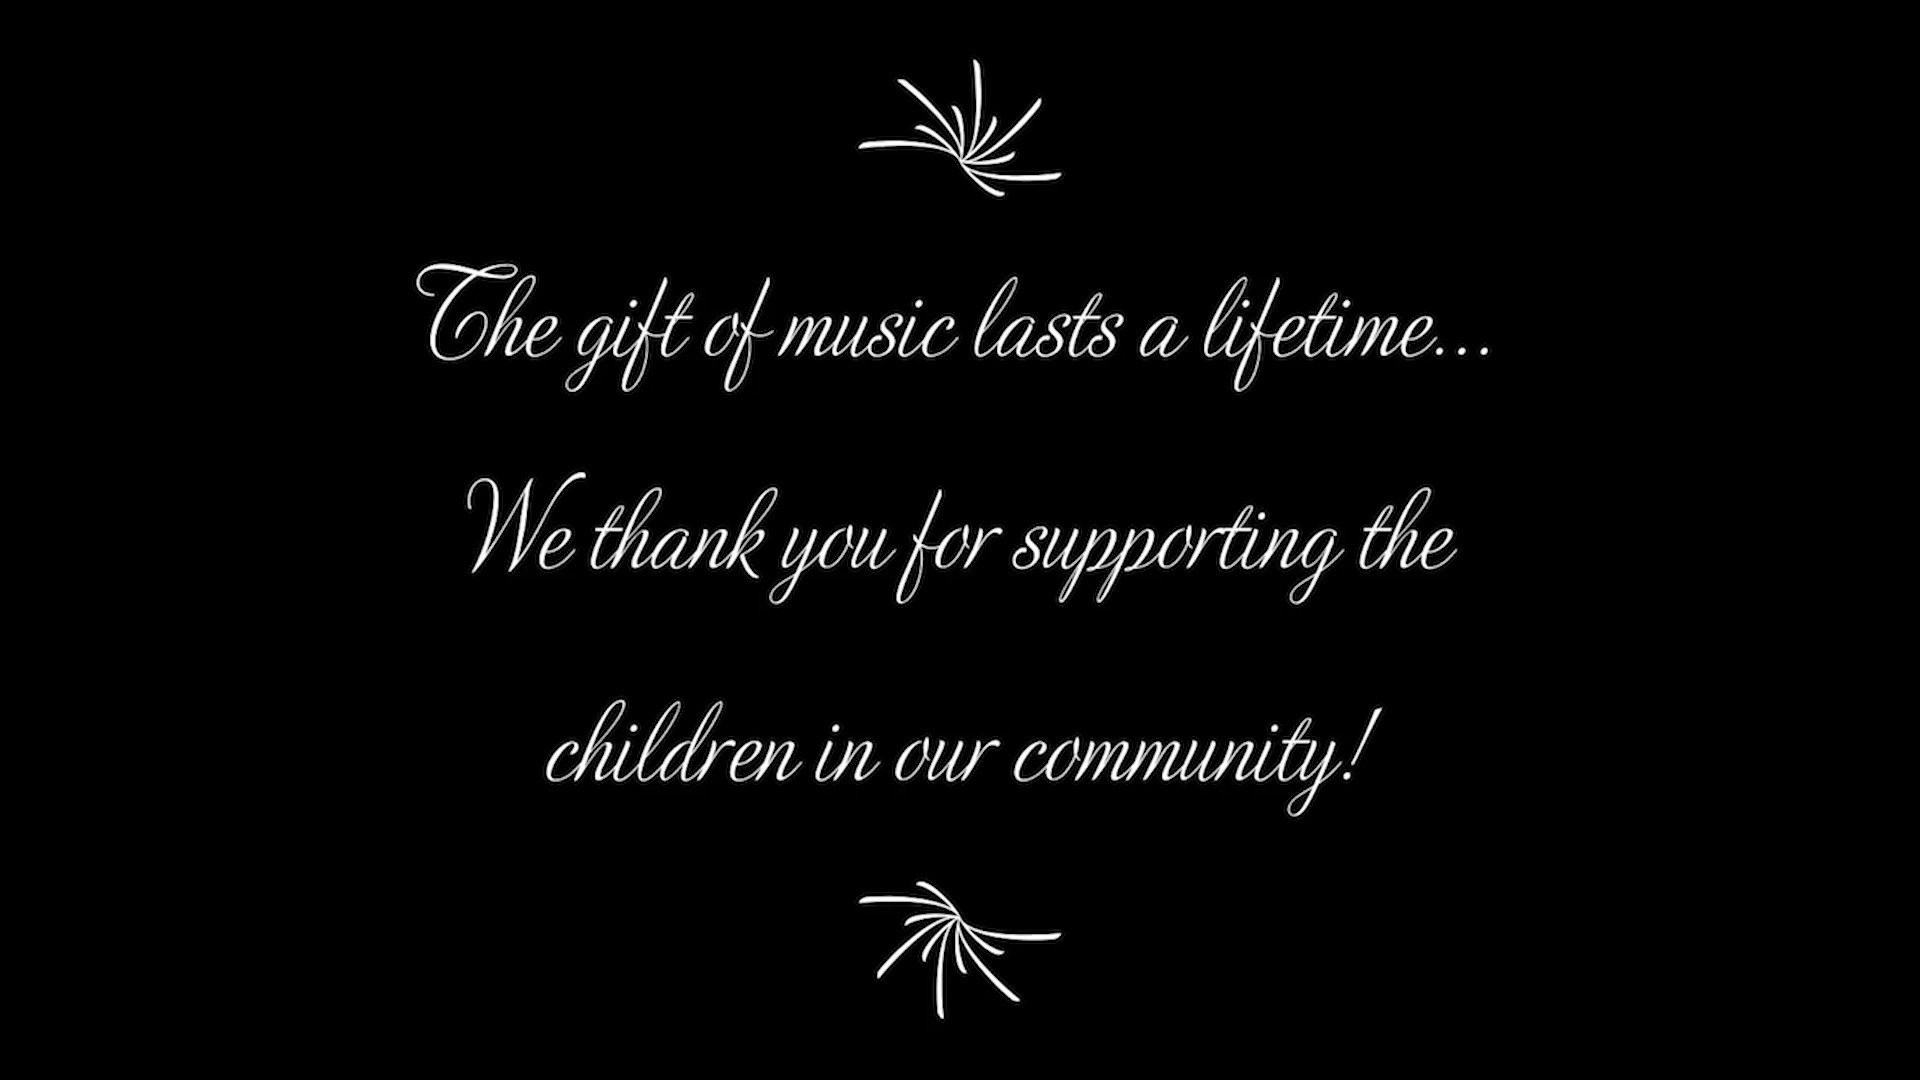 The gift of music lasts a lifetime...
We thank you for supporting the
children in our community!